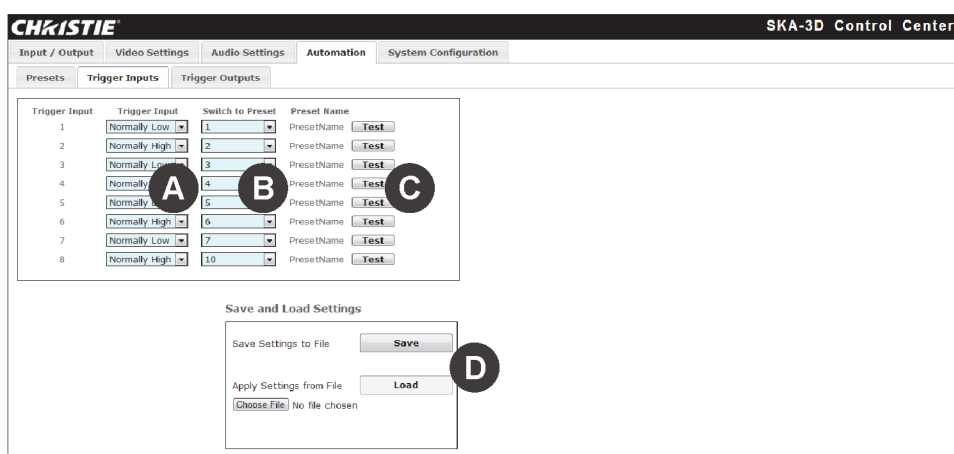 CHRISTIE®
SKA-3D Control Center
Input / Output Video Settings Audio Settings Automation System Configuration
Presets Trigger Inputs Trigger Outputs
Trigger Input Trigger Input Switch to Preset Preset Name
1 Normally Low 1 PresetName Test
2 Normally High 2 PresetName Test
3 Normally Low 3 PresetName Test
4 Normally 4 PresetName Test
A B C
5 Normally 5 PresetName Test
6 Normally High 6 PresetName Test
7 Normally Low 7 PresetName Test
8 Normally High 10 PresetName Test
Save and Load Settings
Save Settings to File Save
D
Apply Settings from File Load
Choose File No file chosen